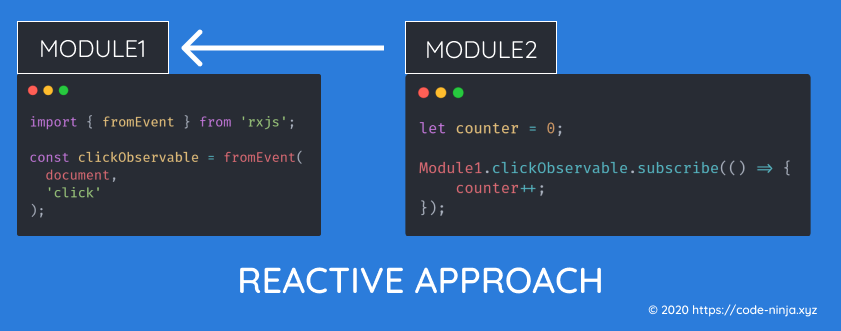 MODULE1
import { fromEvent } from 'rxjs';
const clickObservable = fromEvent(
  document,
  'click'
);
MODULE2
let counter = 0;
Module1.clickObservable.subscribe(() => {
    counter++;
});
REACTIVE APPROACH
© 2020 https://code-ninja.xyz